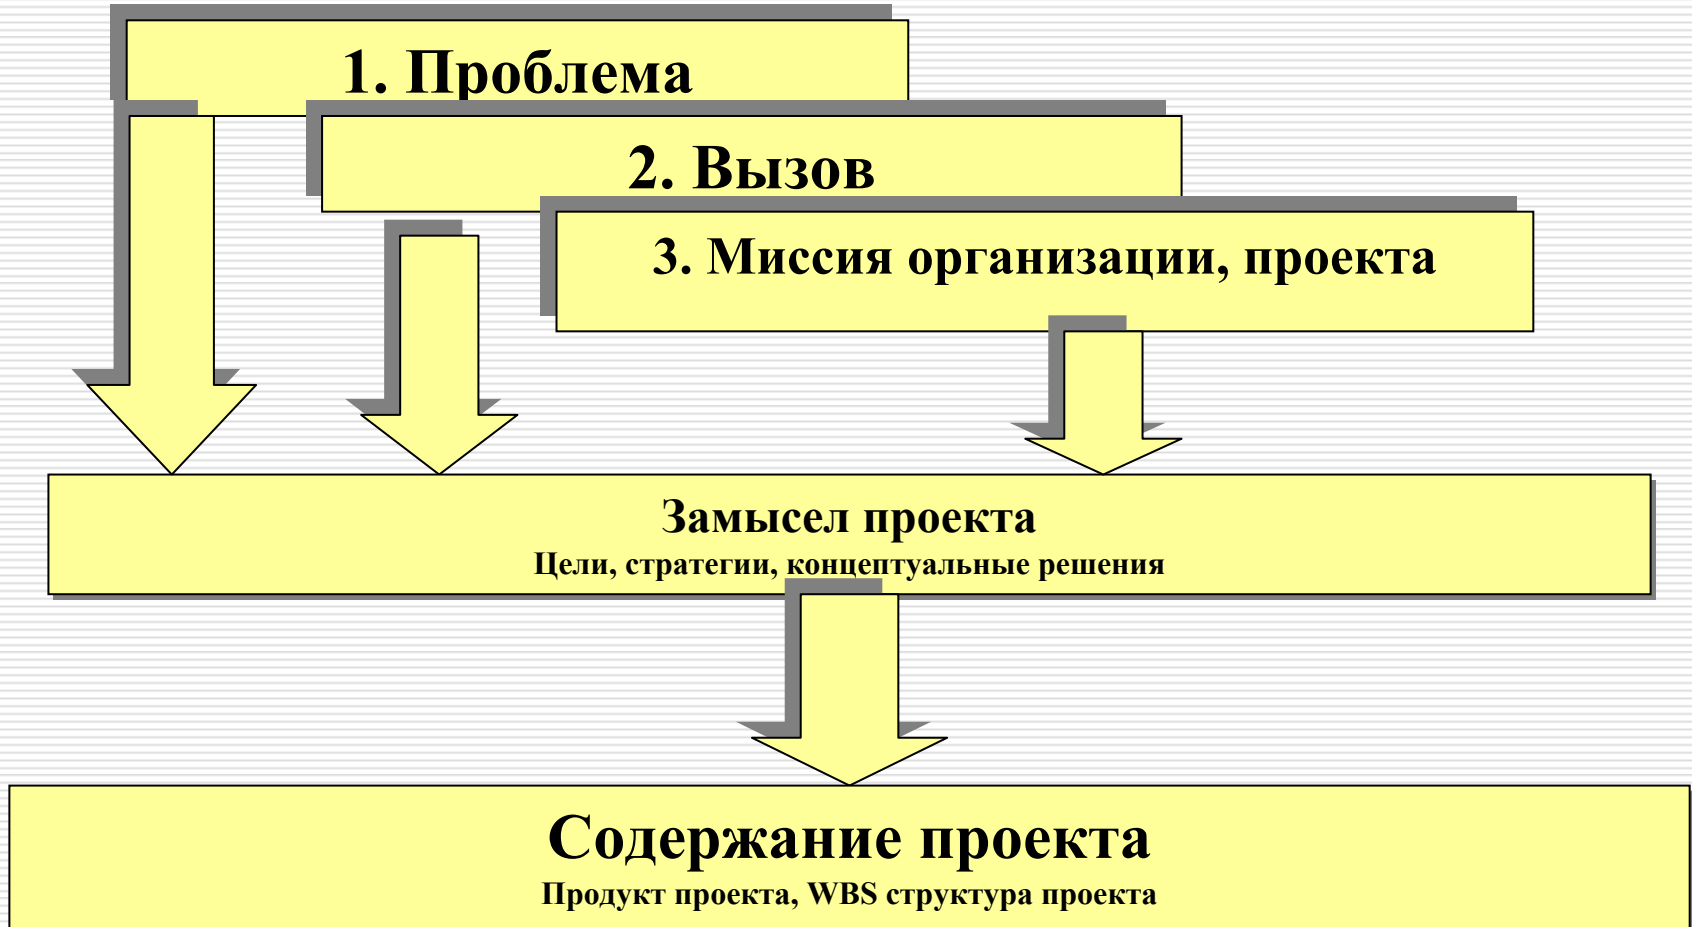 1. Проблема
2. Вызов
3. Миссия организации, проекта
Замысел проекта
Цели, стратегии, концептуальные решения
Содержание проекта
Продукт проекта, WBS структура проекта